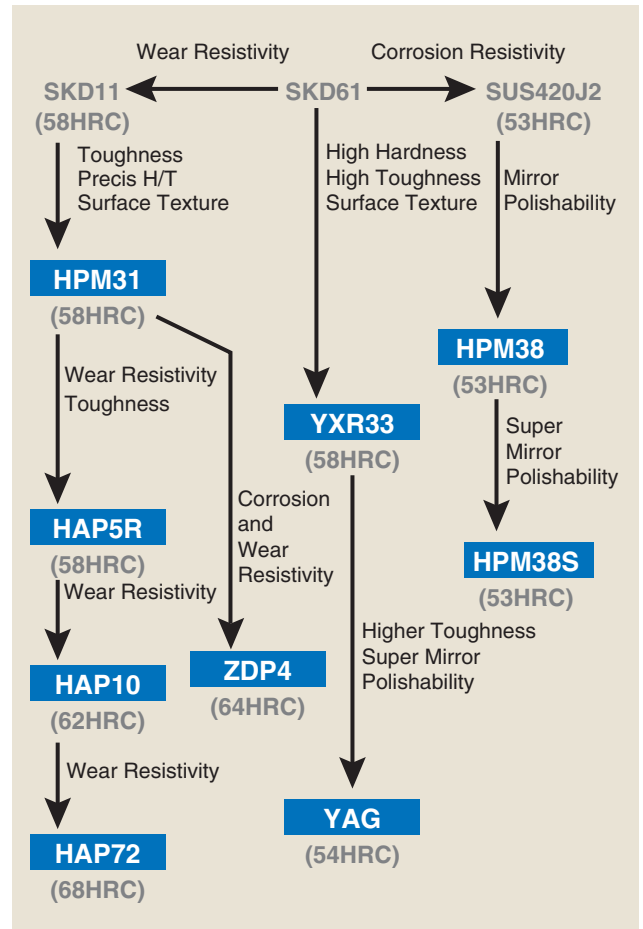 Wear Resistivity
Corrosion Resistivity
SKD11
(58HRC)
SKD61
SUS420J2
(53HRC)
Toughness
Precis H/T
Surface Texture
High Hardness
High Toughness
Surface Texture
Mirror
Polishability
HPM31
(58HRC)
HPM38
(53HRC)
Wear Resistivity
Toughness
YXR33
(58HRC)
Super
Mirror
Polishability
Corrosion
and
Wear
Resistivity
HAP5R
(58HRC)
HPM38S
(53HRC)
Wear Resistivity
Higher Toughness
Super Mirror
Polishability
HAP10
(62HRC)
ZDP4
(64HRC)
Wear Resistivity
YAG
(54HRC)
HAP72
(68HRC)